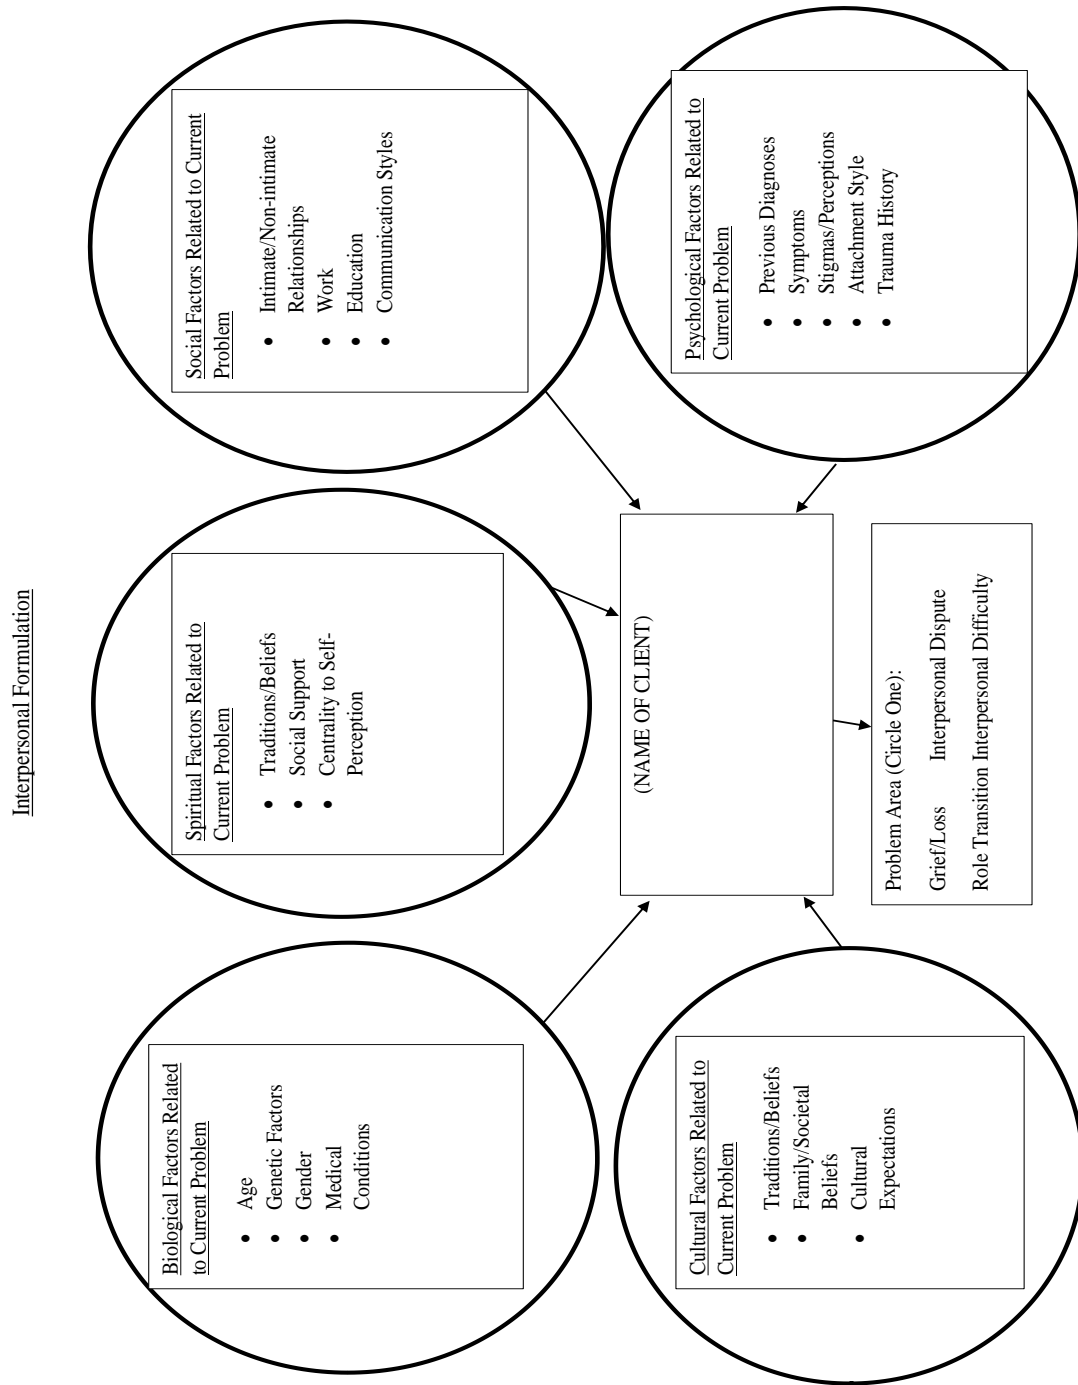 Interpersonal Formulation
Biological Factors Related
to Current Problem
● Age
● Genetic Factors
● Gender
● Medical
Conditions
Spiritual Factors Related to
Current Problem
● Traditions/Beliefs
● Social Support
● Centrality to Self-
Perception
Social Factors Related to Current
Problem
● Intimate/Non-intimate
Relationships
● Work
● Education
● Communication Styles
Cultural Factors Related to
Current Problem
● Traditions/Beliefs
● Family/Societal
Beliefs
● Cultural
Expectations
(NAME OF CLIENT)
Psychological Factors Related to
Current Problem
● Previous Diagnoses
● Symptoms
● Stigmas/Perceptions
● Attachment Style
● Trauma History
Problem Area (Circle One):
Grief/Loss Interpersonal Dispute
Role Transition Interpersonal Difficulty